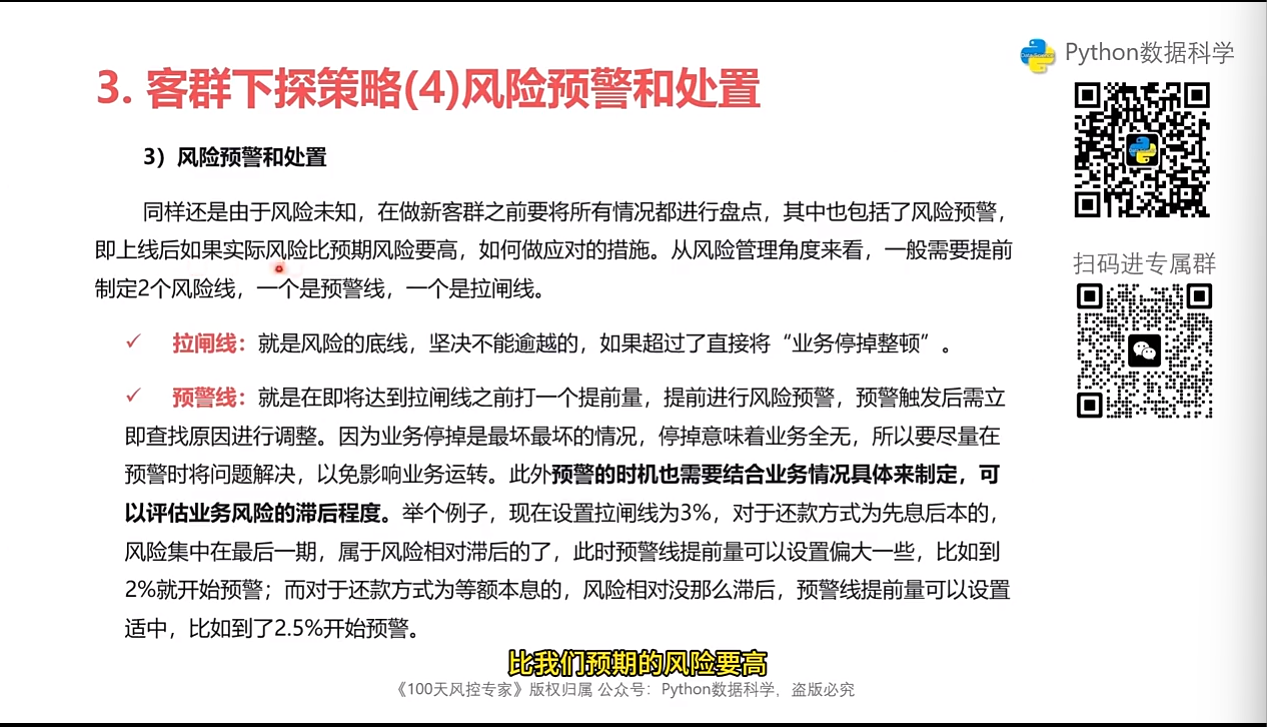 Python数据科学
3. 客群下探策略(4)风险预警和处置
3）风险预警和处置
同样还是由于风险未知，在做新客群之前要将所有情况都进行盘点，其中也包括了风险预警，
即上线后如果实际风险比预期风险要高，如何做应对的措施。从风险管理角度来看，一般需要提前
制定2个风险线，一个是预警线，一个是拉闸线。
✓ 拉闸线：就是风险的底线，坚决不能逾越的，如果超过了直接将“业务停掉整顿”。
✓ 预警线：就是在即将达到拉闸线之前打一个提前量，提前进行风险预警，预警触发后需立
即查找原因进行调整。因为业务停掉是最坏最坏的情况，停掉意味着业务全无，所以要尽量在
预警时将问题解决，以免影响业务运转。此外预警的时机也需要结合业务情况具体来制定，可
以评估业务风险的滞后程度。举个例子，现在设置拉闸线为3%，对于还款方式为先息后本的，
风险集中在最后一期，属于风险相对滞后的了，此时预警线提前量可以设置偏大一些，比如到
2%就开始预警；而对于还款方式为等额本息的，风险相对没那么滞后，预警线提前量可以设置
适中，比如到了2.5%开始预警。
扫码进专属群
比我们预期的风险要高
《100天风控专家》版权归属 公众号：Python数据科学，盗版必究